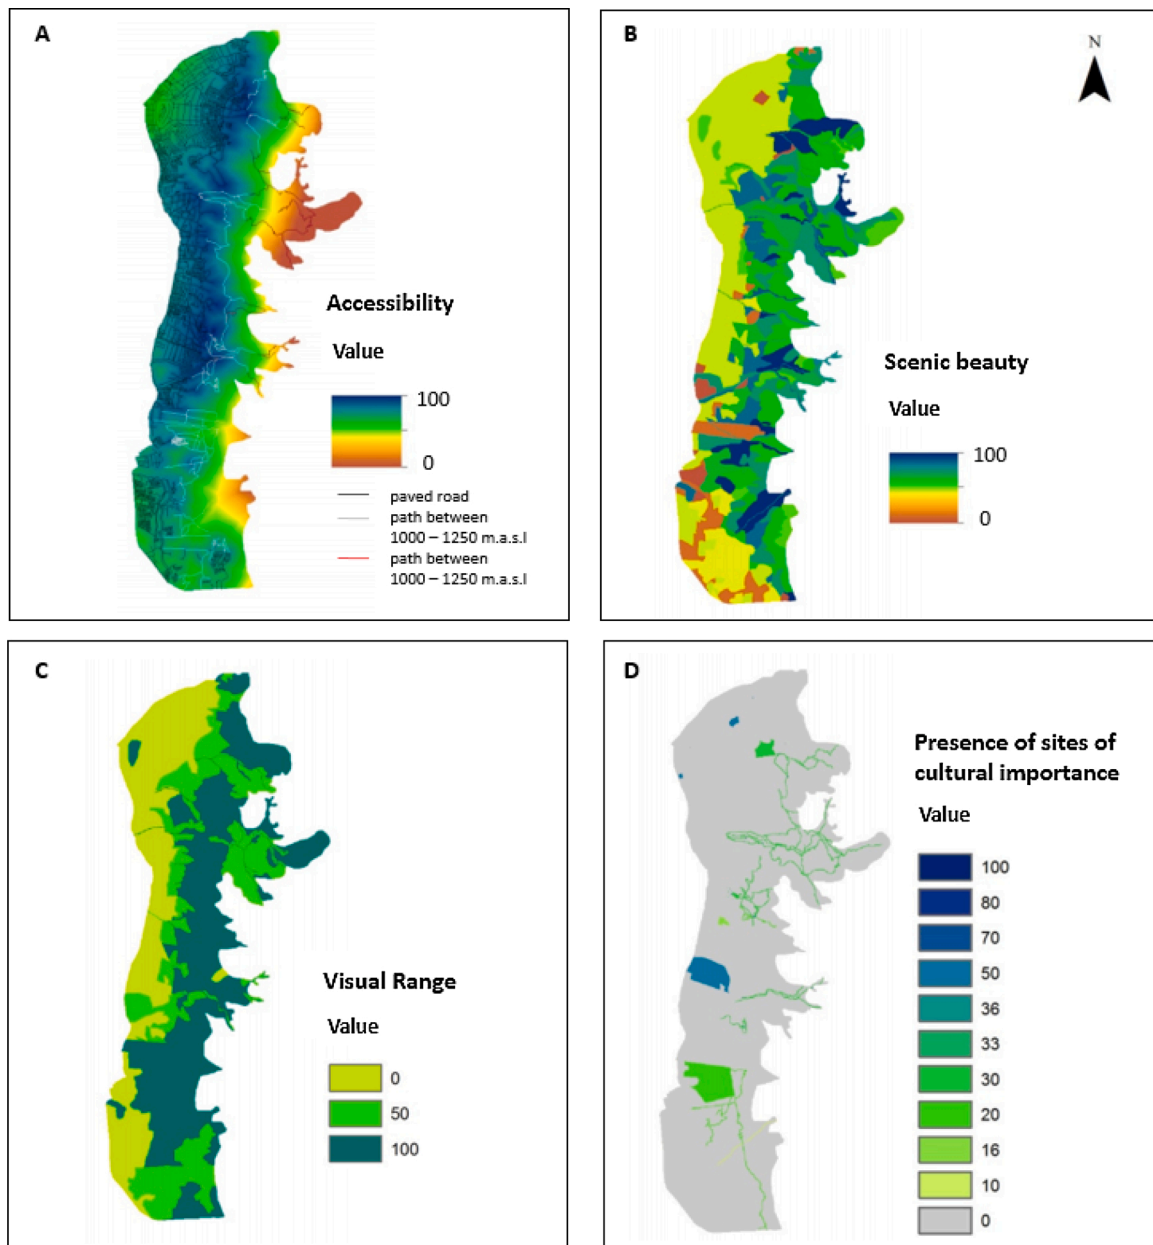 A
Accessibility
Value
100
0
paved road
path between
1000 – 1250 m.a.s.l
path between
1000 – 1250 m.a.s.l
B
N
Scenic beauty
Value
100
0
C
Visual Range
Value
0
50
100
D
Presence of sites of
cultural importance
Value
100
80
70
50
36
33
30
20
16
10
0